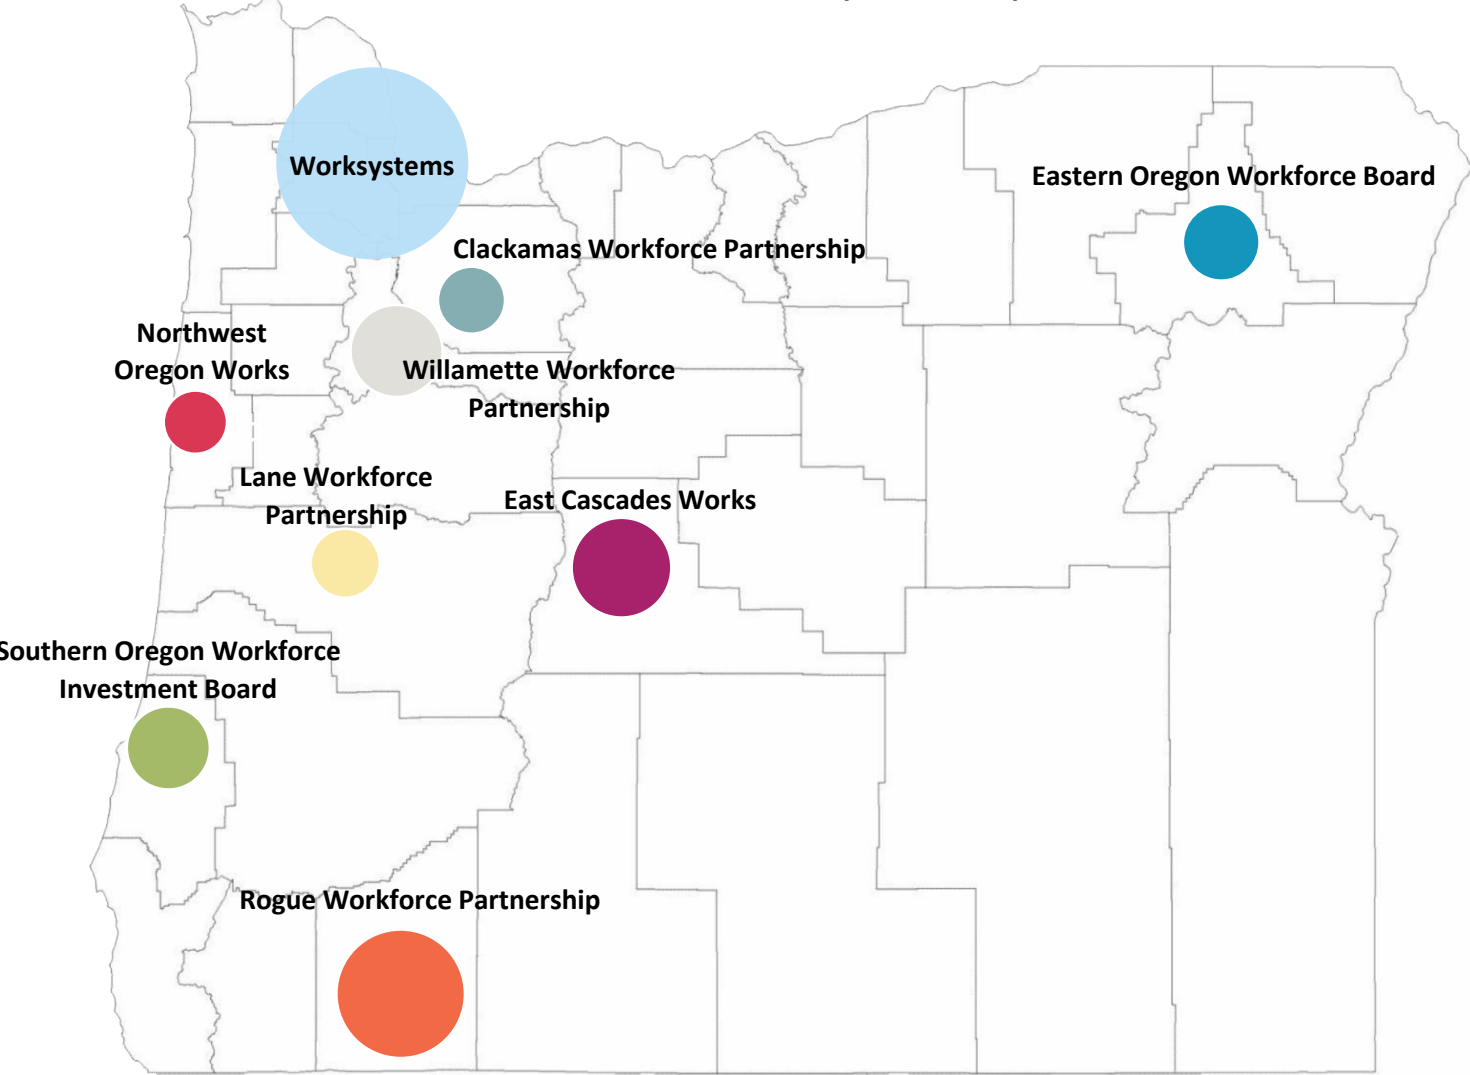 Worksystems
Eastern Oregon Workforce Board
Clackamas Workforce Partnership
Northwest
Oregon Works
Willamette Workforce
Partnership
Lane Workforce
Partnership
East Cascades Works
Southern Oregon Workforce
Investment Board
Rogue Workforce Partnership